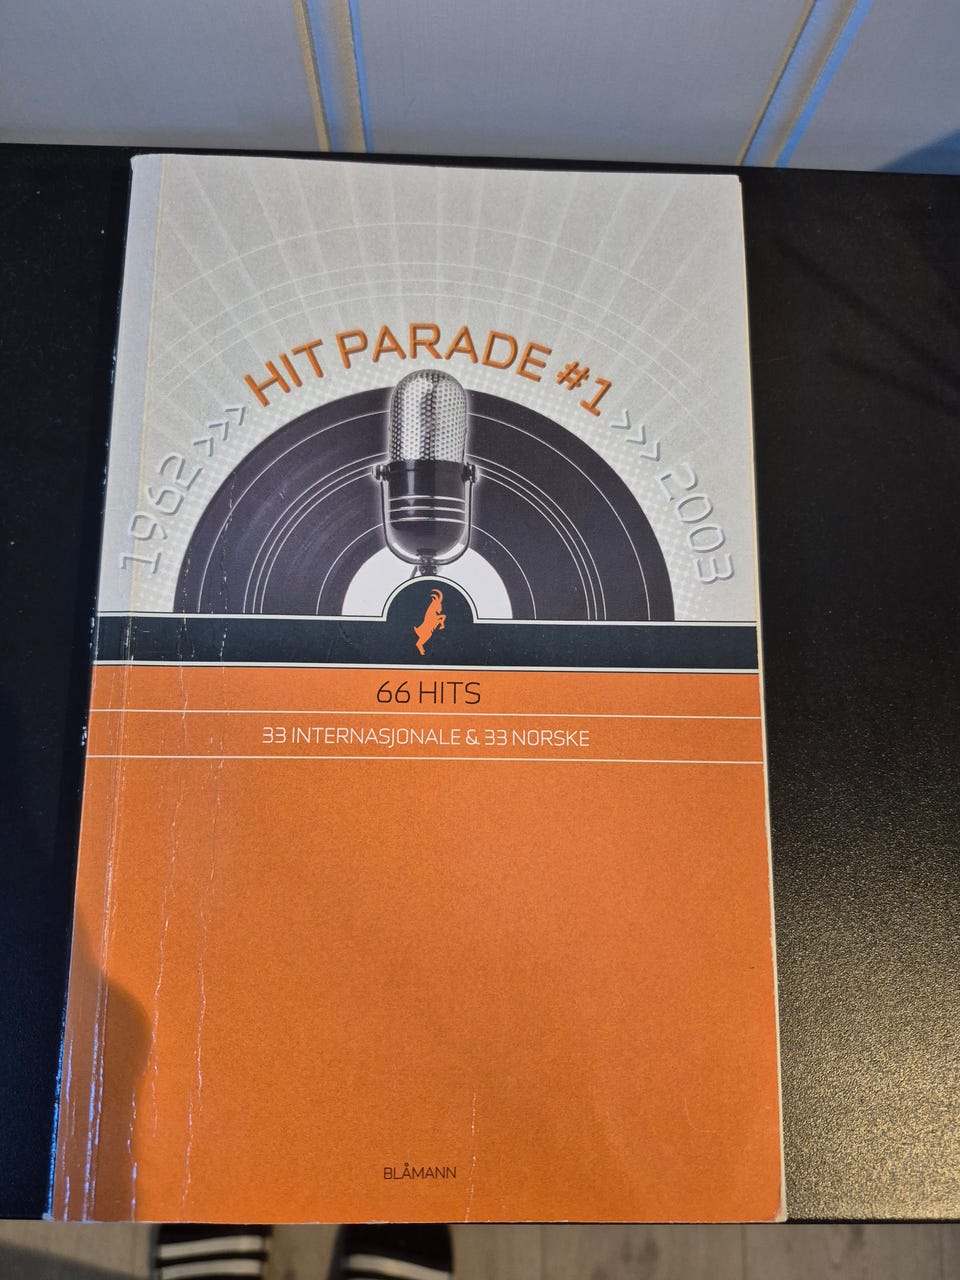 1962 >>> HIT PARADE #1 >>> 2003
66 HITS
33 INTERNASJONALE & 33 NORSKE
BLÅMANN